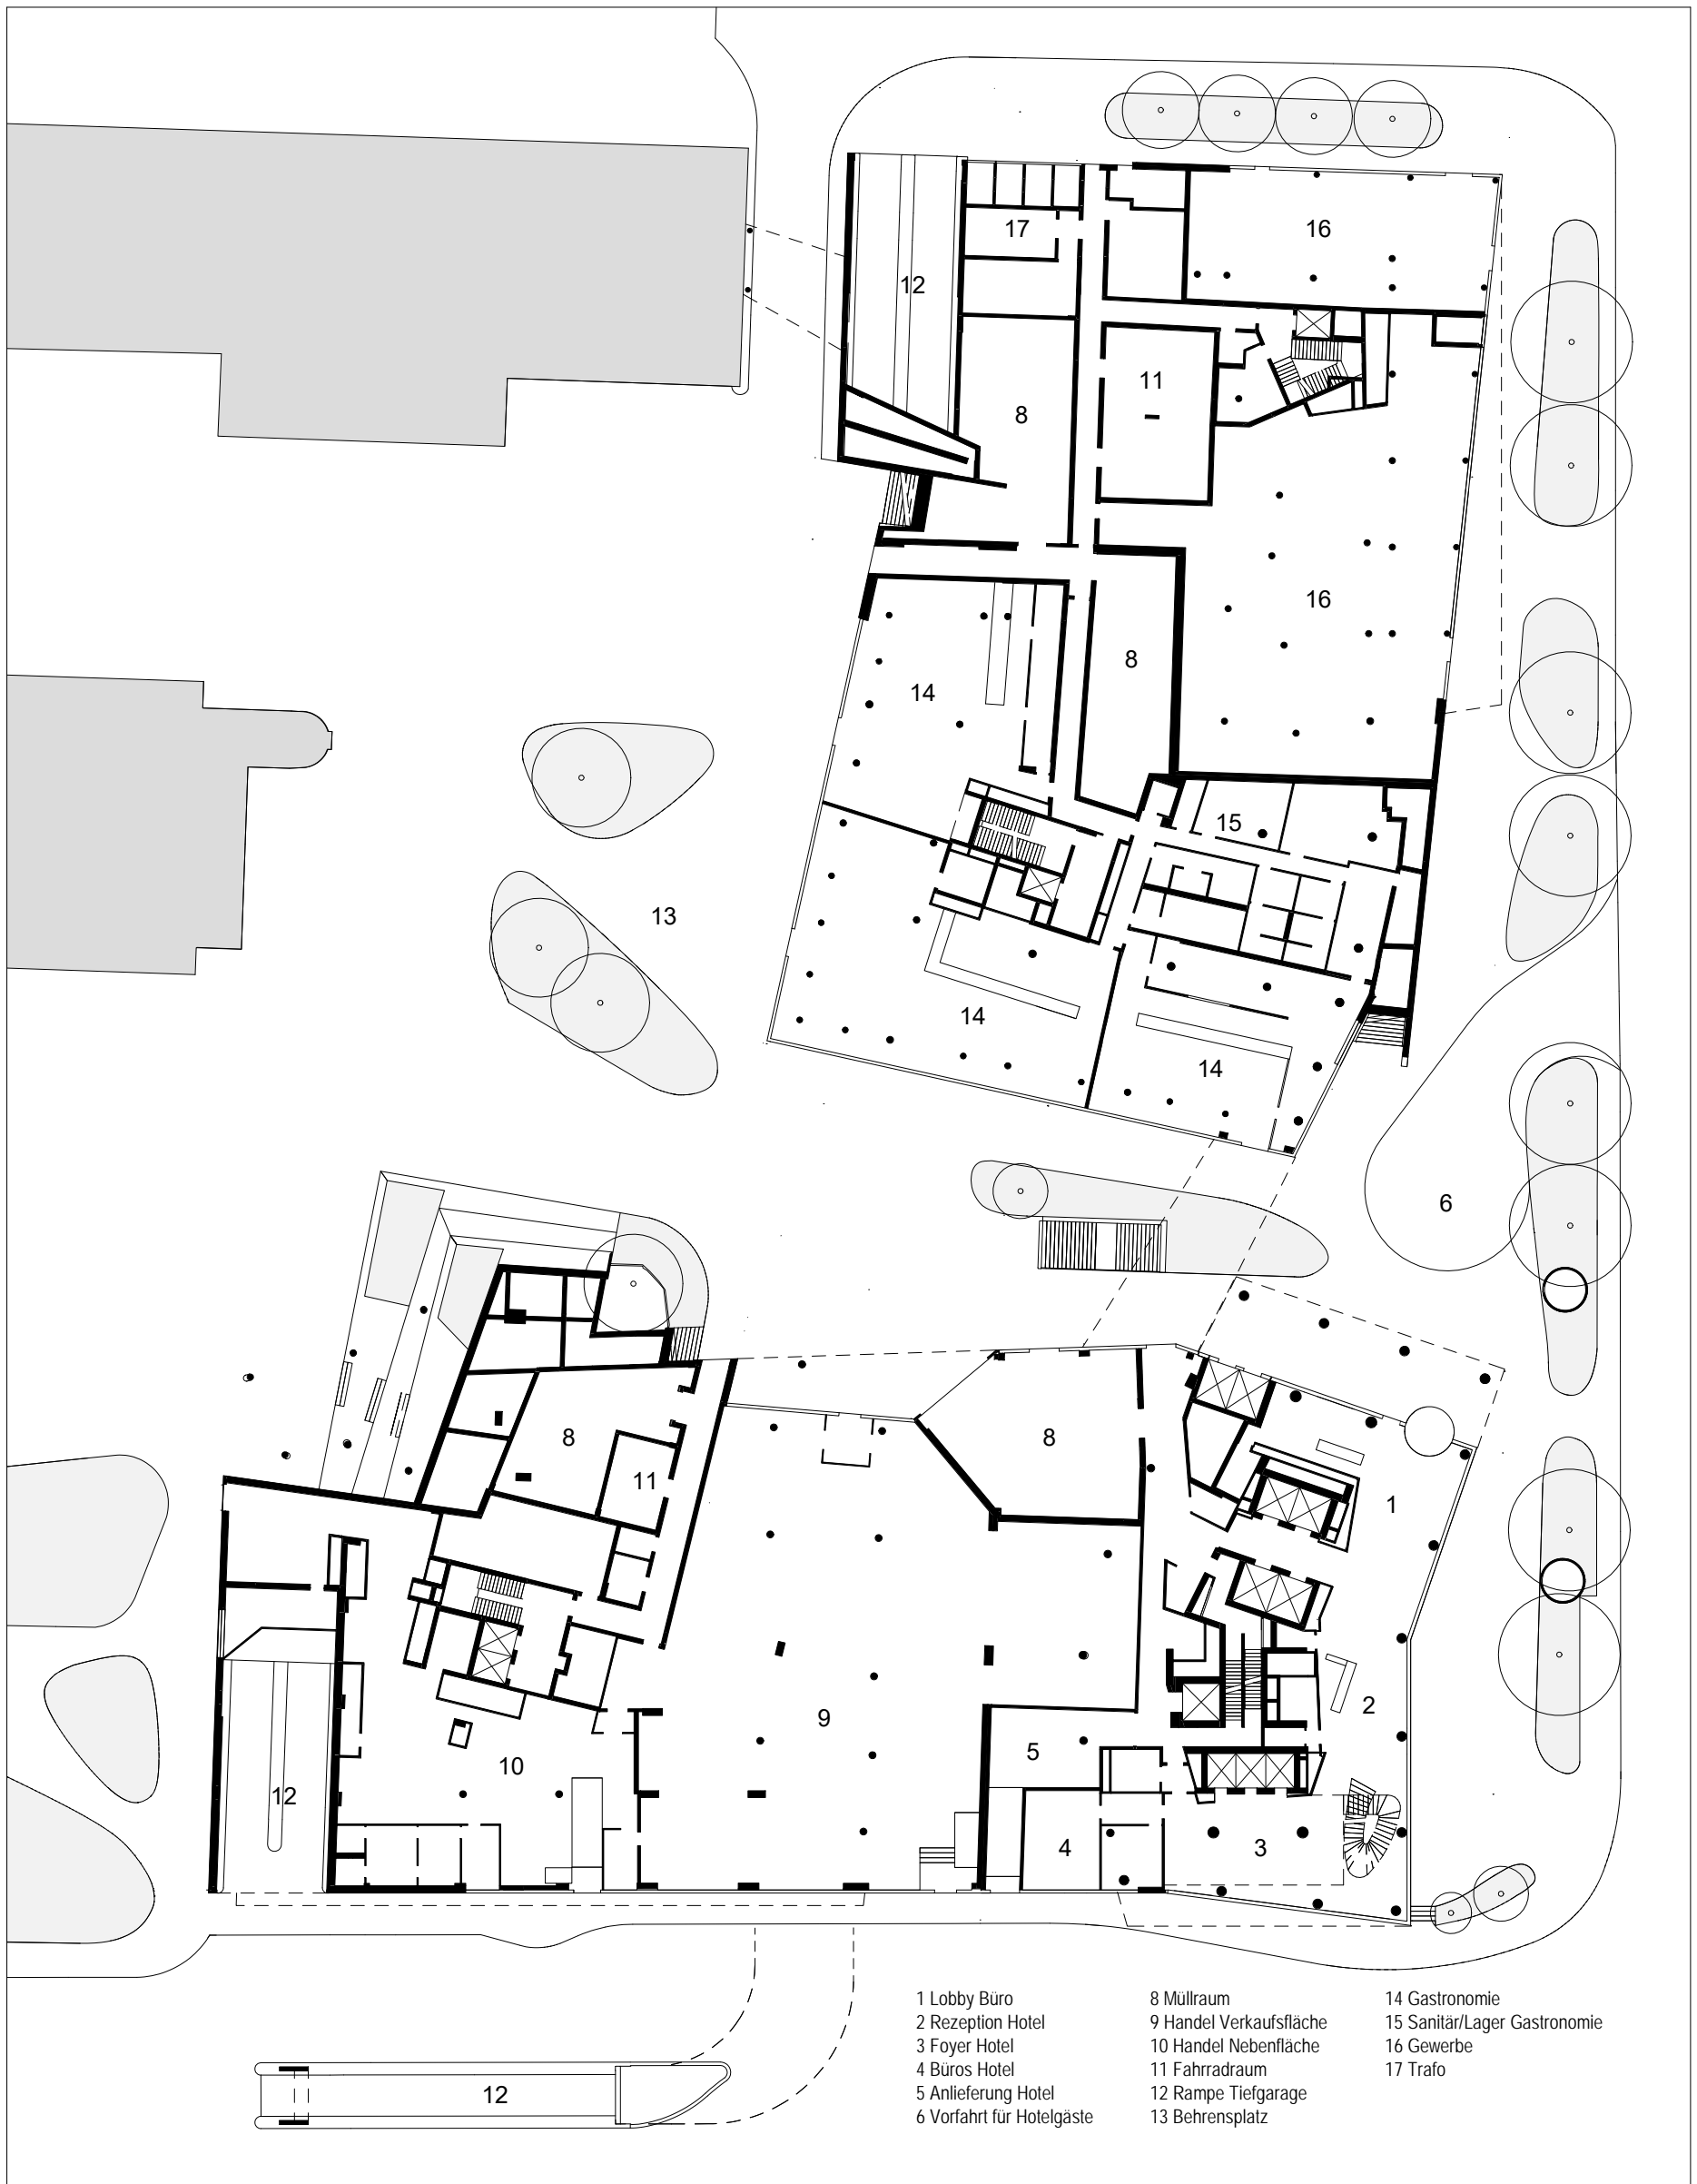 17
16
12
11
8
16
8
14
15
13
14
14
6
8
8
11
1
2
9
5
10
12
4
3
12
1 Lobby Büro
2 Rezeption Hotel
3 Foyer Hotel
4 Büros Hotel
5 Anlieferung Hotel
6 Vorfahrt für Hotelgäste
8 Müllraum
9 Handel Verkaufsfläche
10 Handel Nebenfläche
11 Fahrradraum
12 Rampe Tiefgarage
13 Behrensplatz
14 Gastronomie
15 Sanitär/Lager Gastronomie
16 Gewerbe
17 Trafo